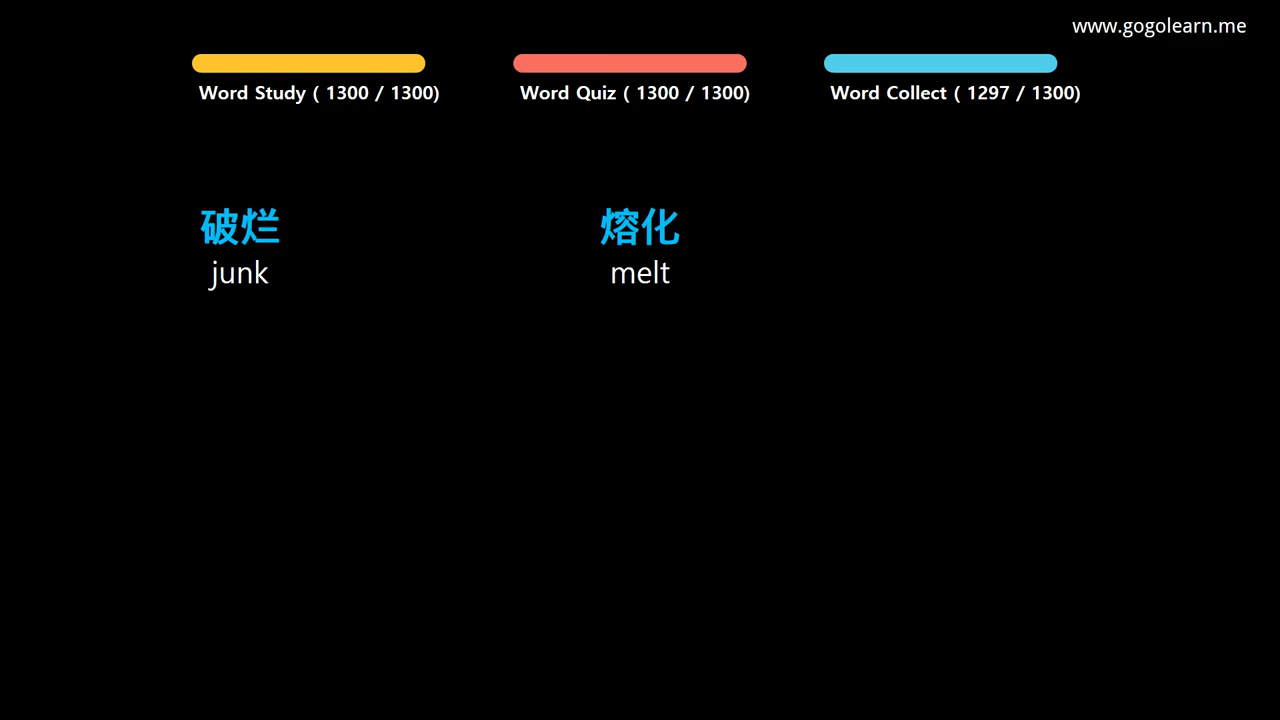 www.gogolearn.me
Word Study ( 1300 / 1300)
Word Quiz ( 1300 / 1300)
Word Collect ( 1297 / 1300)
破烂
junk
熔化
melt